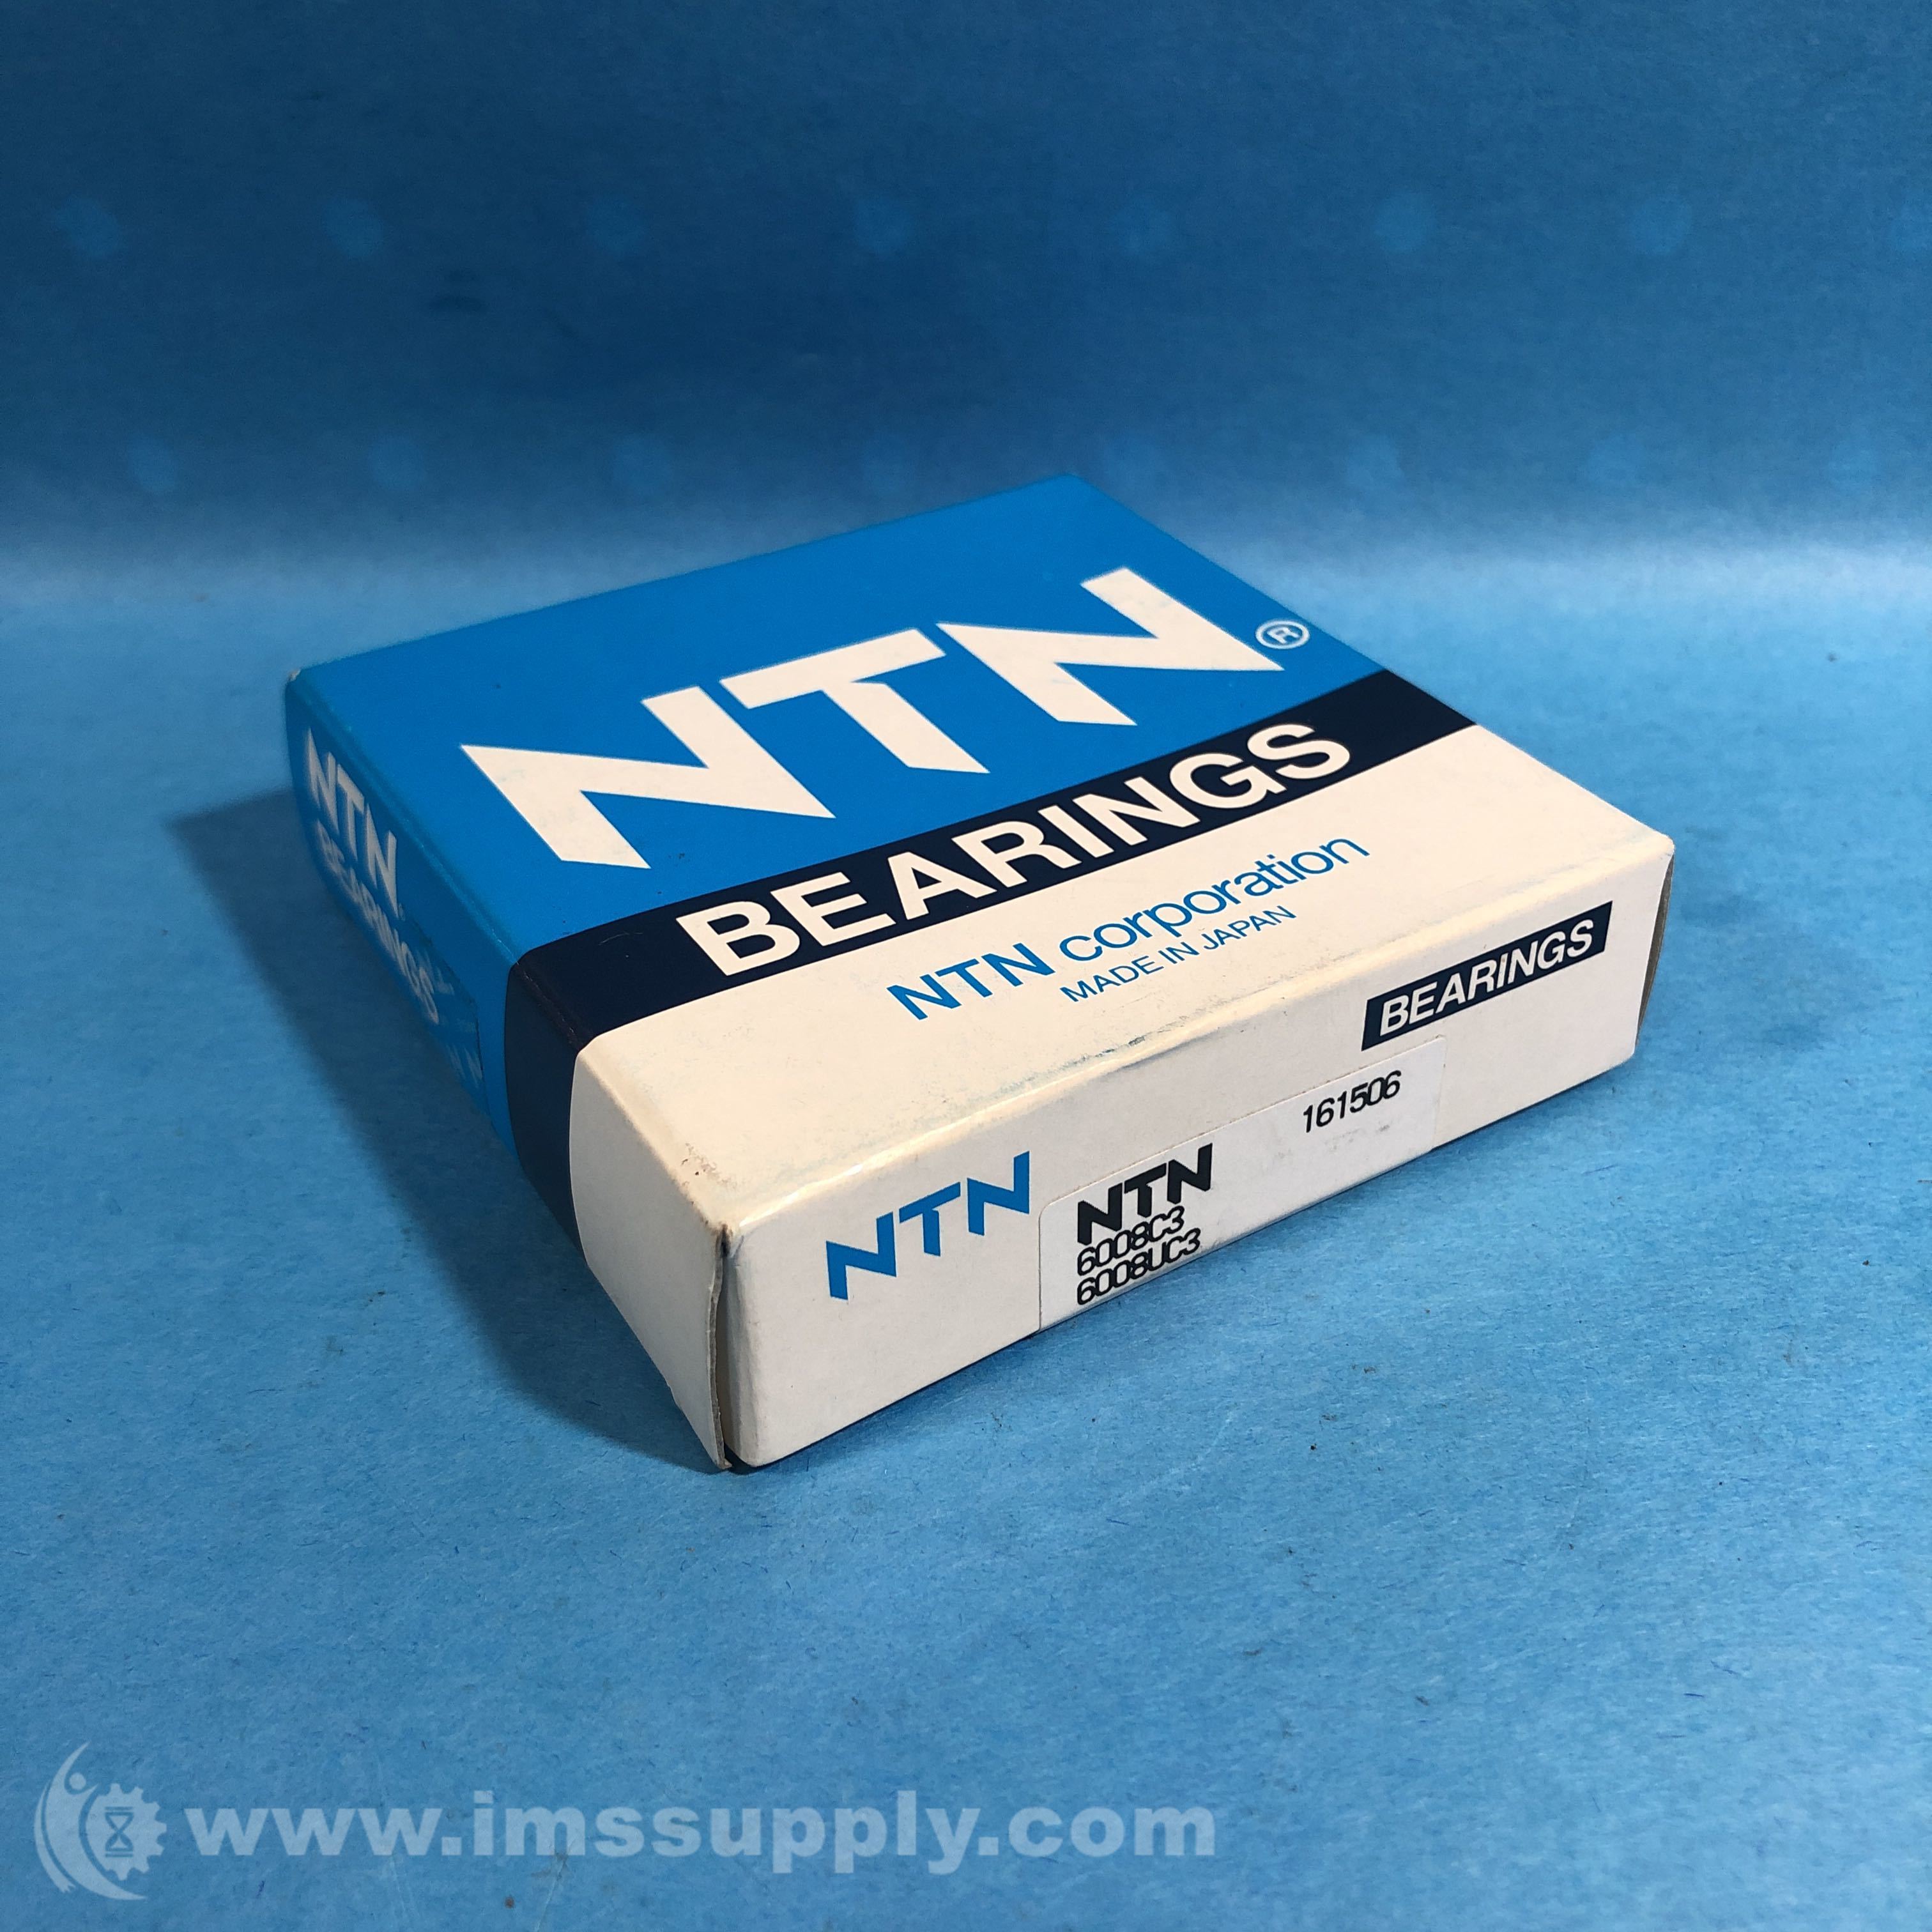 NTN®
BEARINGS
NTN corporation
MADE IN JAPAN
NTN
BEARINGS
NTN
BEARINGS
NTN
161506
6008C3
6008UC3
www.imssupply.com